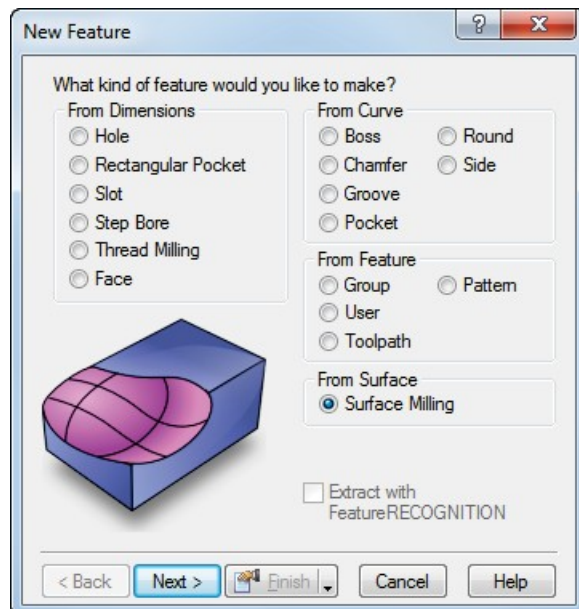 New Feature
?
X
What kind of feature would you like to make?
From Dimensions
Hole
Rectangular Pocket
Slot
Step Bore
Thread Milling
Face
From Curve
Boss
Round
Chamfer
Side
Groove
Pocket
From Feature
Group
Pattern
User
Toolpath
From Surface
Surface Milling
Extract with
FeatureRECOGNITION
< Back
Next >
Finish
Cancel
Help